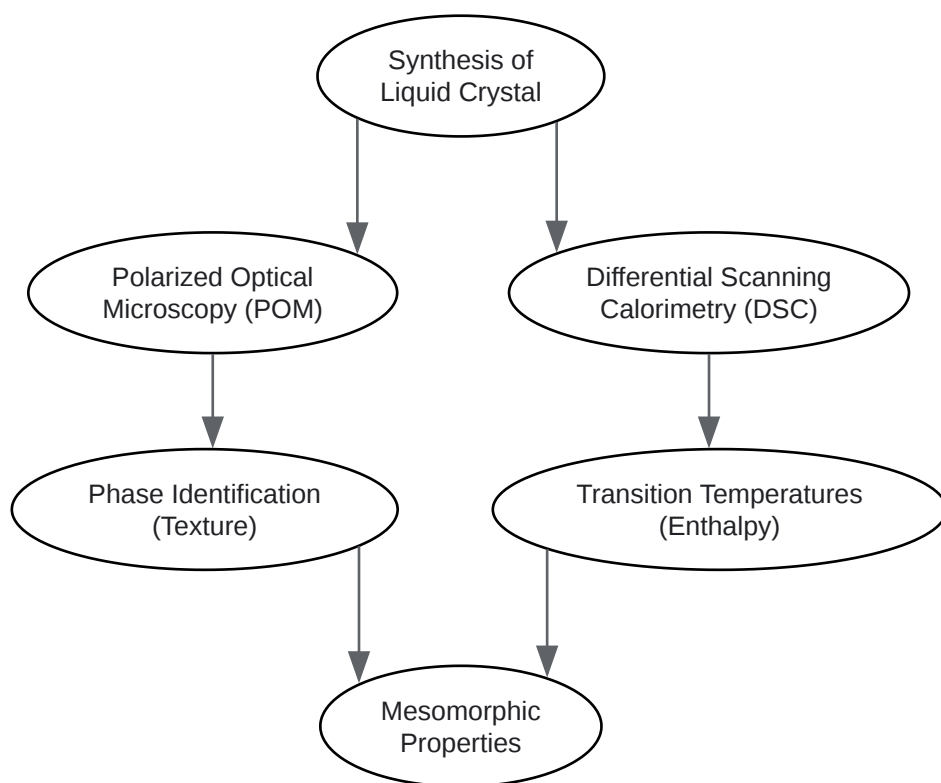 Synthesis of
Liquid Crystal
Polarized Optical
Microscopy (POM)
Differential Scanning
Calorimetry (DSC)
Phase Identification
(Texture)
Transition Temperatures
(Enthalpy)
Mesomorphic
Properties